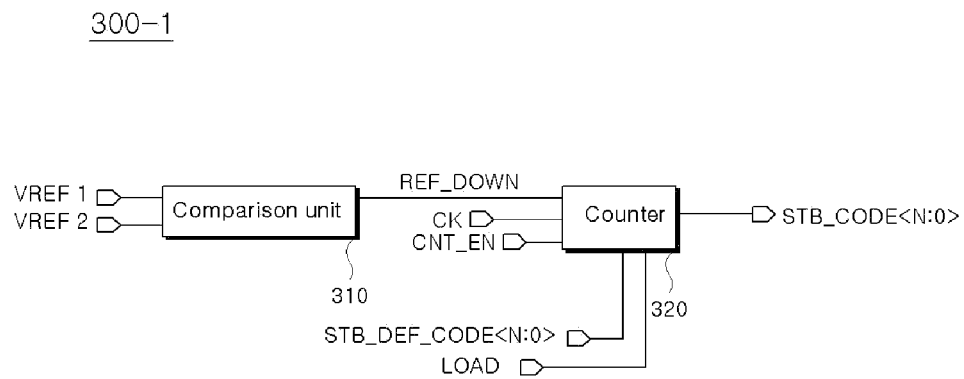 300-1
VREF 1
VREF 2
Comparison unit
310
REF_DOWN
CK
CNT_EN
Counter
320
STB_CODE<N:0>
STB_DEF_CODE<N:0>
LOAD